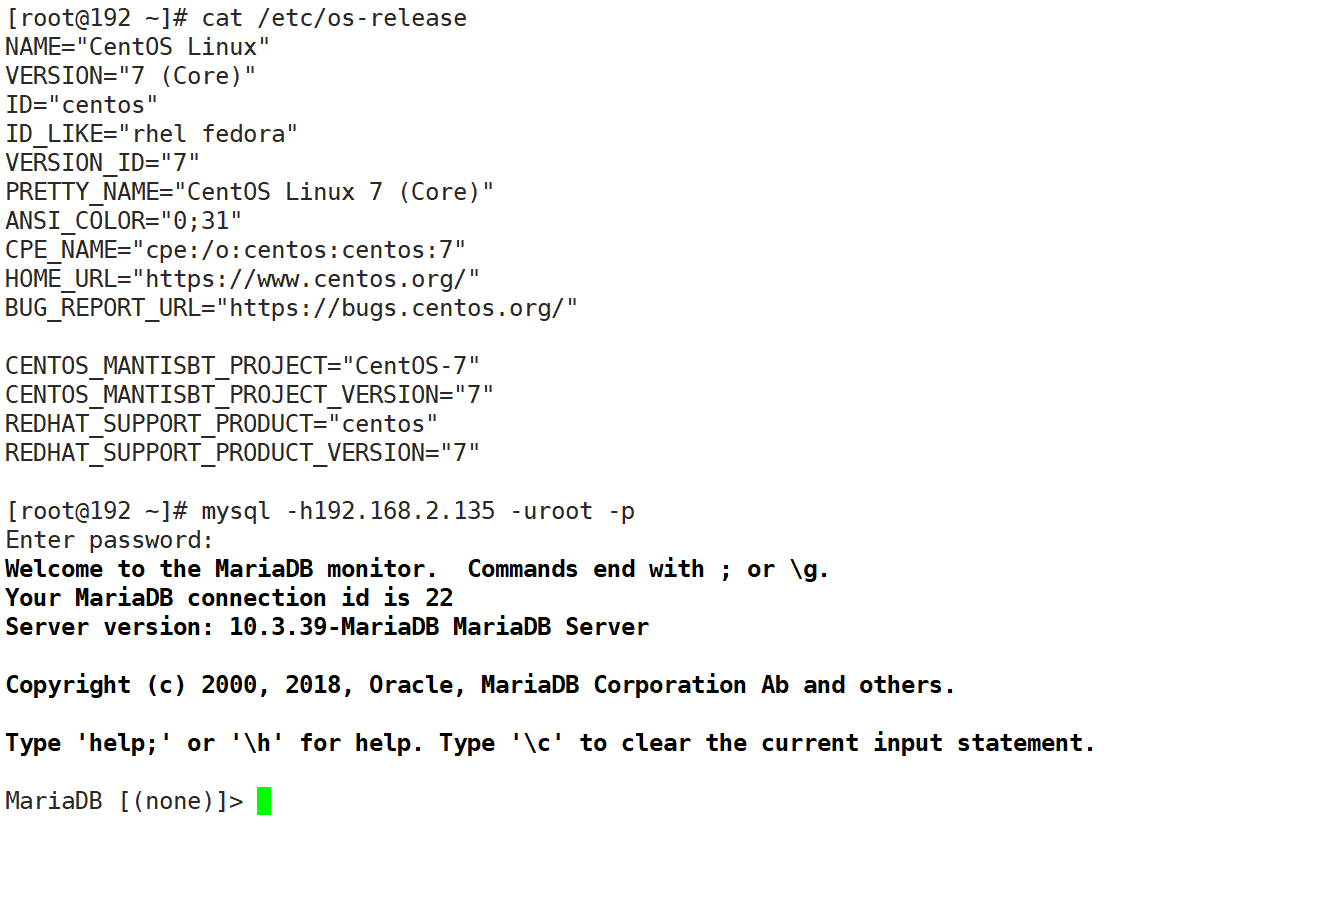 [root@192 ~]# cat /etc/os-release
NAME="CentOS Linux"
VERSION="7 (Core)"
ID="centos"
ID_LIKE="rhel fedora"
VERSION_ID="7"
PRETTY_NAME="CentOS Linux 7 (Core)"
ANSI_COLOR="0;31"
CPE_NAME="cpe:/o:centos:centos:7"
HOME_URL="https://www.centos.org/"
BUG_REPORT_URL="https://bugs.centos.org/"

CENTOS_MANTISBT_PROJECT="CentOS-7"
CENTOS_MANTISBT_PROJECT_VERSION="7"
REDHAT_SUPPORT_PRODUCT="centos"
REDHAT_SUPPORT_PRODUCT_VERSION="7"

[root@192 ~]# mysql -h192.168.2.135 -uroot -p
Enter password:
Welcome to the MariaDB monitor.  Commands end with ; or \g.
Your MariaDB connection id is 22
Server version: 10.3.39-MariaDB MariaDB Server

Copyright (c) 2000, 2018, Oracle, MariaDB Corporation Ab and others.

Type 'help;' or '\h' for help. Type '\c' to clear the current input statement.

MariaDB [(none)]>